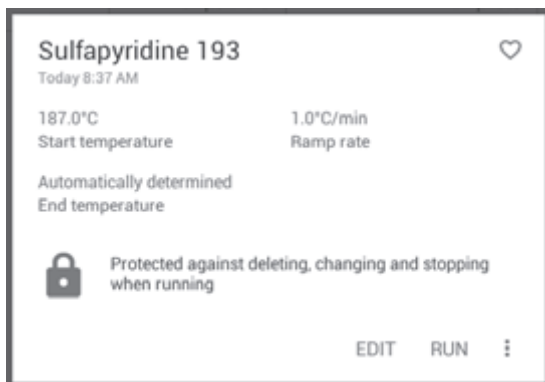 Sulfapyridine 193
Today 8:37 AM
187.0°C
1.0°C/min
Start temperature
Ramp rate
Automatically determined
End temperature
Protected against deleting, changing and stopping
when running
EDIT
RUN